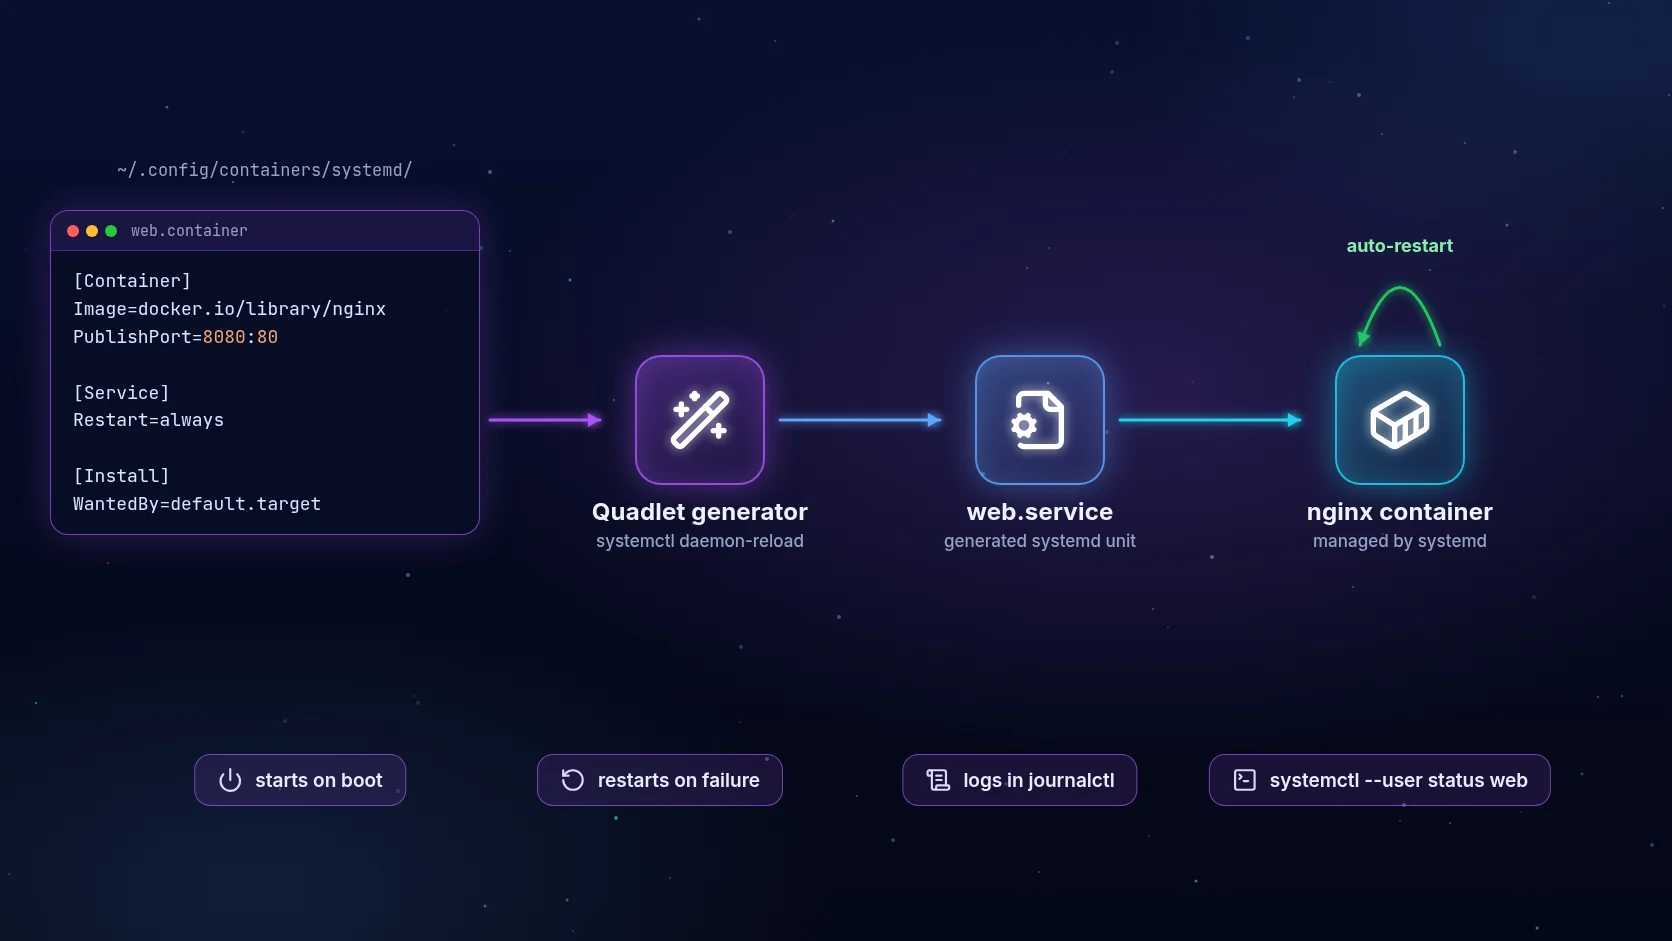 ~/.config/containers/systemd/
web.container
[Container]
Image=docker.io/library/nginx
PublishPort=8080:80
[Service]
Restart=always
[Install]
WantedBy=default.target
Quadlet generator
systemctl daemon-reload
web.service
generated systemd unit
auto-restart
nginx container
managed by systemd
starts on boot
restarts on failure
logs in journalctl
systemctl --user status web